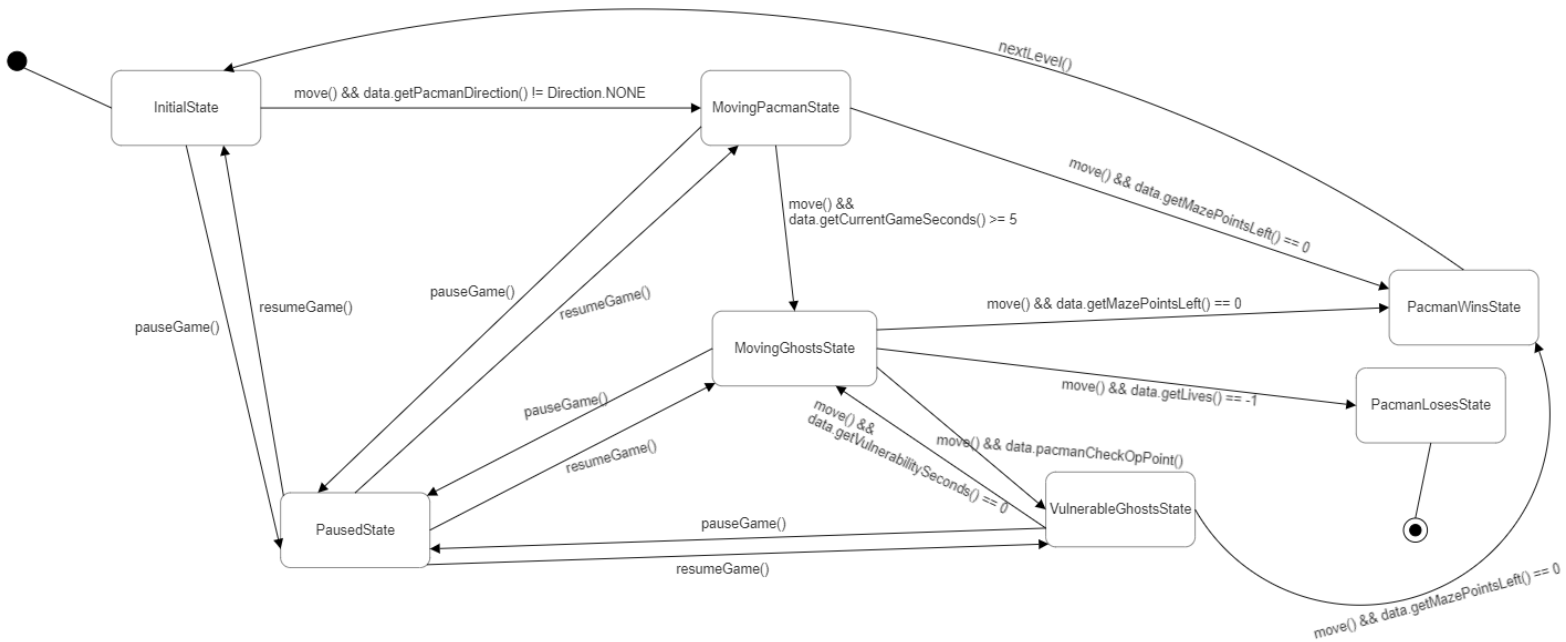 nextLevel()
InitialState
move() && data.getPacmanDirection() != Direction.NONE
MovingPacmanState
move() && data.getMazePointsLeft() == 0
move() &&
data.getCurrentGameSeconds() >= 5
pauseGame()
resumeGame()
pauseGame()
resumeGame()
move() && data.getMazePointsLeft() == 0
PacmanWinsState
MovingGhostsState
move() && data.getLives() == -1
PacmanLosesState
pauseGame()
resumeGame()
move() &&
data.getVulnerabilitySeconds() == 0
move() && data.pacmanCheckOpPoint()
PausedState
VulnerableGhostsState
pauseGame()
resumeGame()
move() && data.getMazePointsLeft() == 0